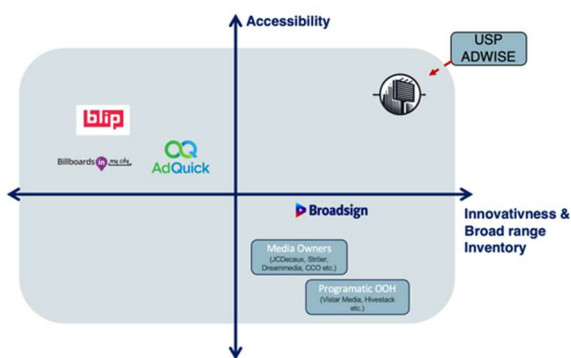 Accessibility
USP
ADWISE
blip
Billboards in my city
AdQuick
Broadsign
Innovativness &
Broad range
Inventory
Media Owners
(JCDecaux, Ströer,
Dreammedia, CCO etc.)
Programatic OOH
(Vistar Media, Hivestack
etc.)